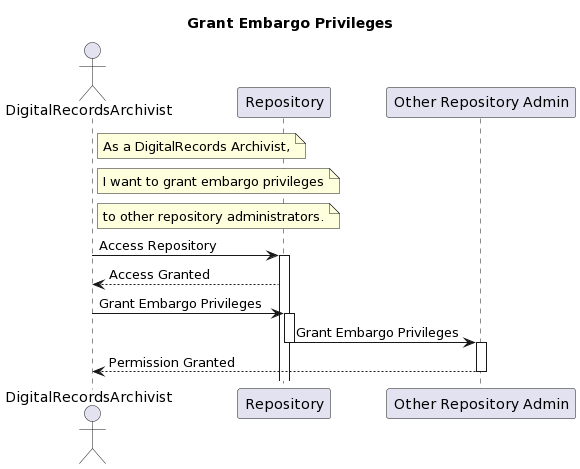 Grant Embargo Privileges
DigitalRecordsArchivist
Repository
Other Repository Admin
As a DigitalRecords Archivist,
I want to grant embargo privileges
to other repository administrators.
Access Repository
Access Granted
Grant Embargo Privileges
Grant Embargo Privileges
Permission Granted
DigitalRecordsArchivist
Repository
Other Repository Admin